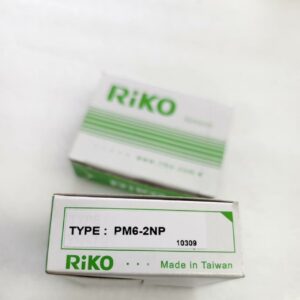 RiKO
TYPE : PM6-2NP
10309
RiKO • • • Made in Taiwan